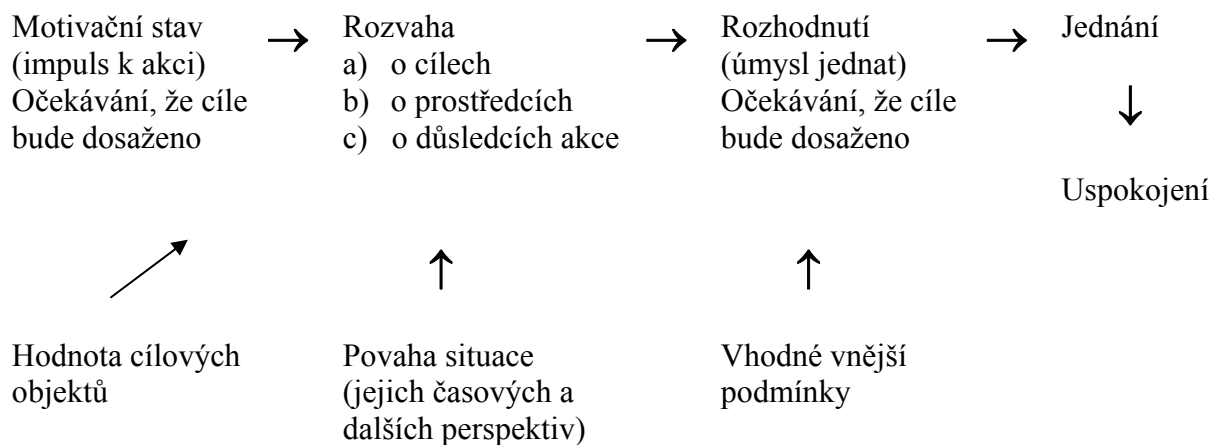 Motivační stav
(impuls k akci)
Očekávání, že cíle
bude dosaženo
→
Rozvaha
a) o cílech
b) o prostředcích
c) o důsledcích akce
→
Rozhodnutí
(úmysl jednat)
Očekávání, že cíle
bude dosaženo
→
Jednání
↓
Uspokojení
↗
↑
↑
Hodnota cílových
objektů
Povaha situace
(jejich časových a
dalších perspektiv)
Vhodné vnější
podmínky